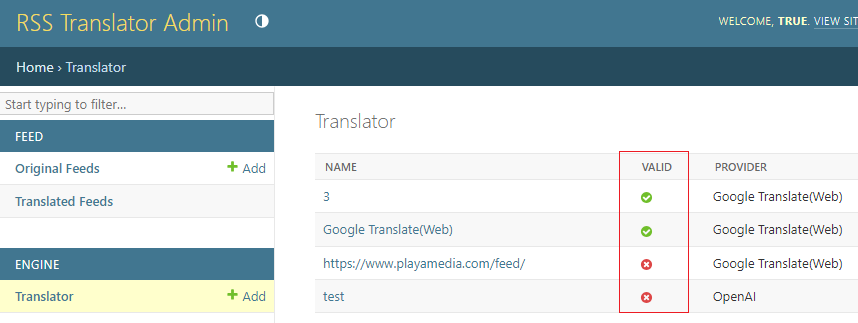 RSS Translator Admin
WELCOME, TRUE. VIEW SIT
Home › Translator
Start typing to filter...
FEED
Original Feeds + Add
Translated Feeds
ENGINE
Translator + Add
Translator
NAME VALID PROVIDER
3 Google Translate(Web)
Google Translate(Web) Google Translate(Web)
https://www.playamedia.com/feed/ Google Translate(Web)
test OpenAI